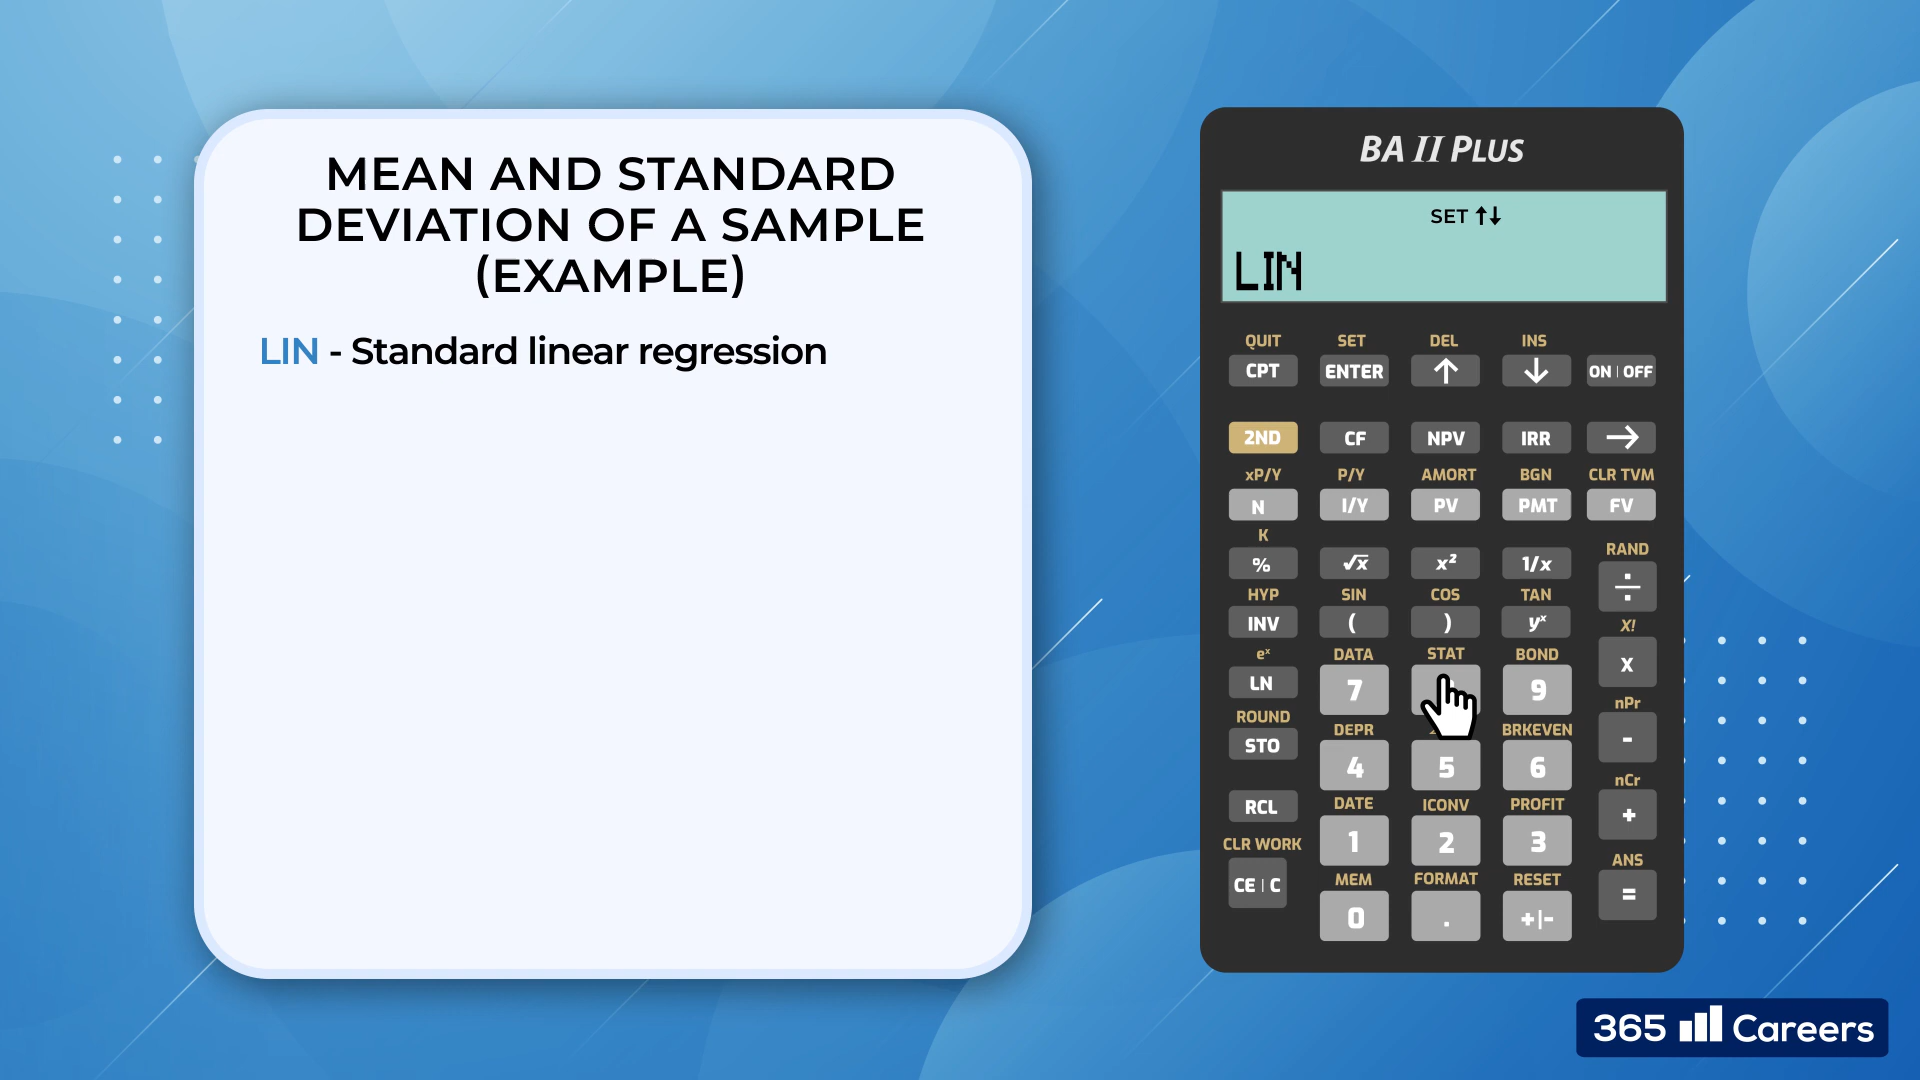 MEAN AND STANDARD
DEVIATION OF A SAMPLE
(EXAMPLE)
LIN - Standard linear regression
BA II PLUS
SET ↑↓
LIN
QUIT SET DEL INS
CPT ENTER ↑ ↓ ON | OFF
2ND CF NPV IRR →
xP/Y P/Y AMORT BGN CLR TVM
N I/Y PV PMT FV
K
% √x x² 1/x
RAND
÷
HYP SIN COS TAN
INV ( ) yˣ
X!
x
eˣ DATA STAT BOND
LN 7 9
nPr
-
ROUND DEPR BRKEVEN
STO 4 5 6
nCr
+
DATE ICONV PROFIT
RCL 1 2 3
ANS
=
CLR WORK MEM FORMAT RESET
CE | C 0 . +|-
365 Careers